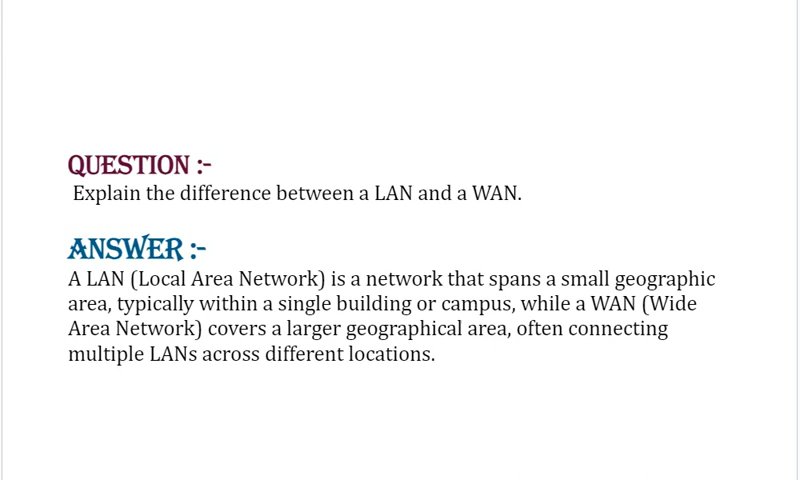 QUESTION :-
Explain the difference between a LAN and a WAN.
ANSWER :-
A LAN (Local Area Network) is a network that spans a small geographic
area, typically within a single building or campus, while a WAN (Wide
Area Network) covers a larger geographical area, often connecting
multiple LANs across different locations.